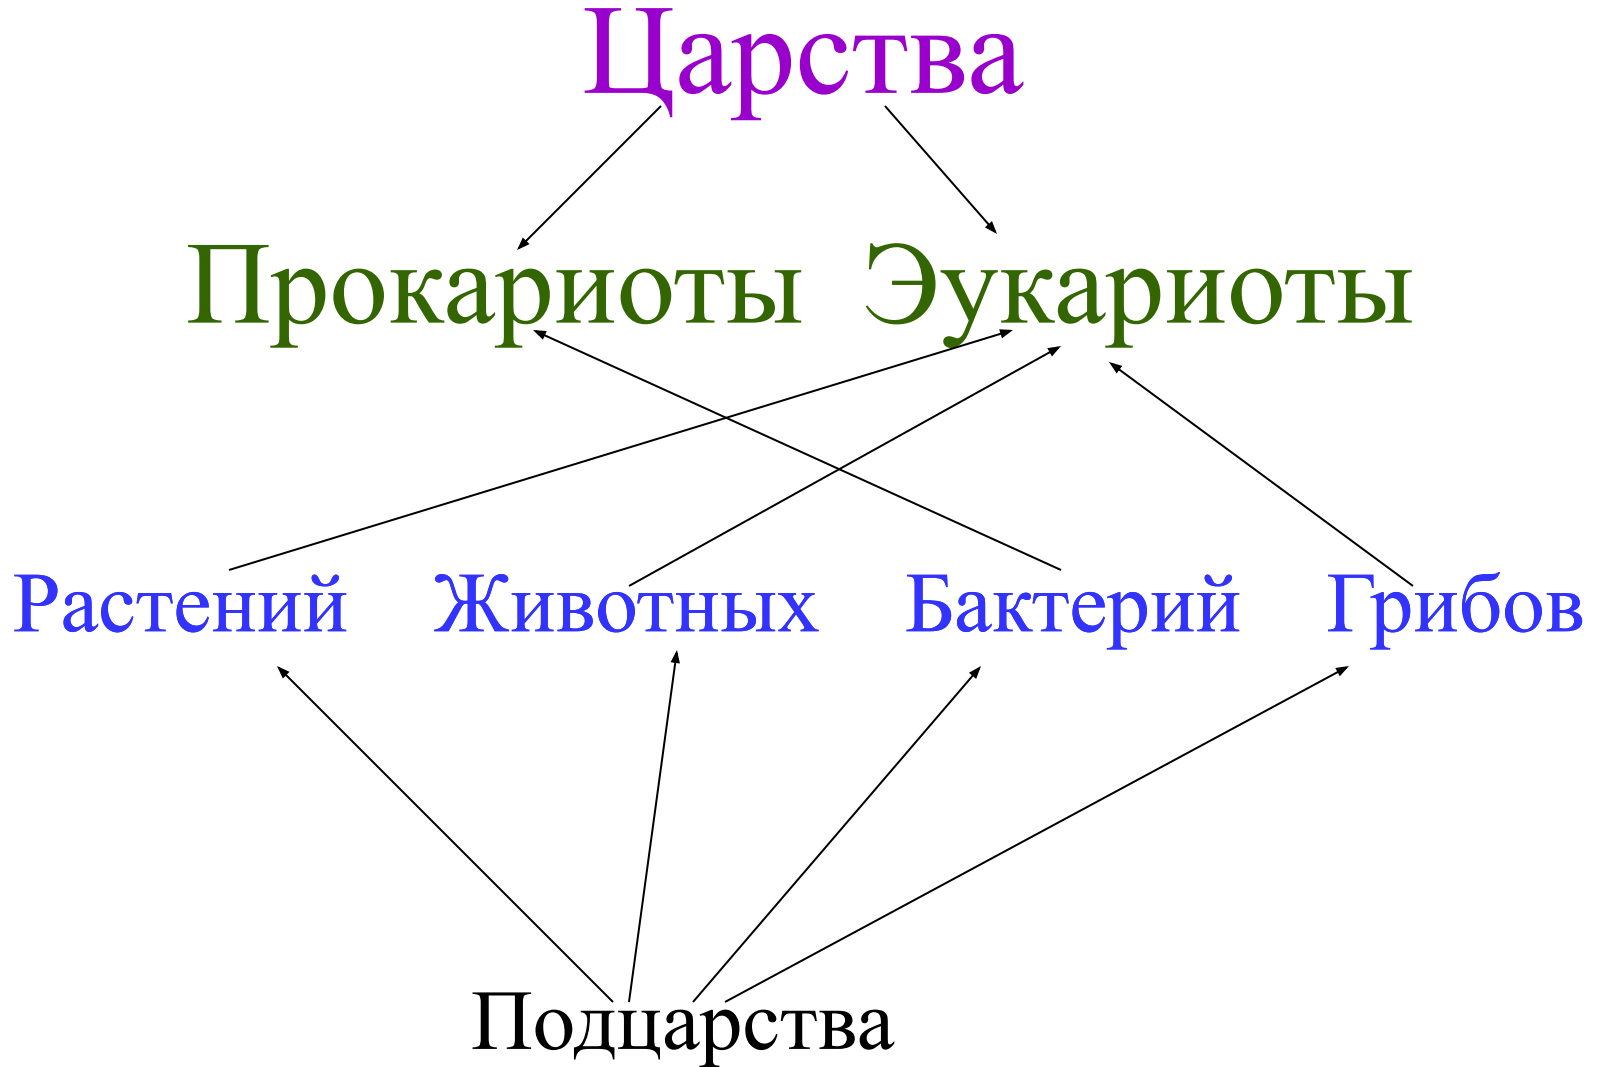 Царства
Прокариоты Эукариоты
Растений Животных Бактерий Грибов
Подцарства